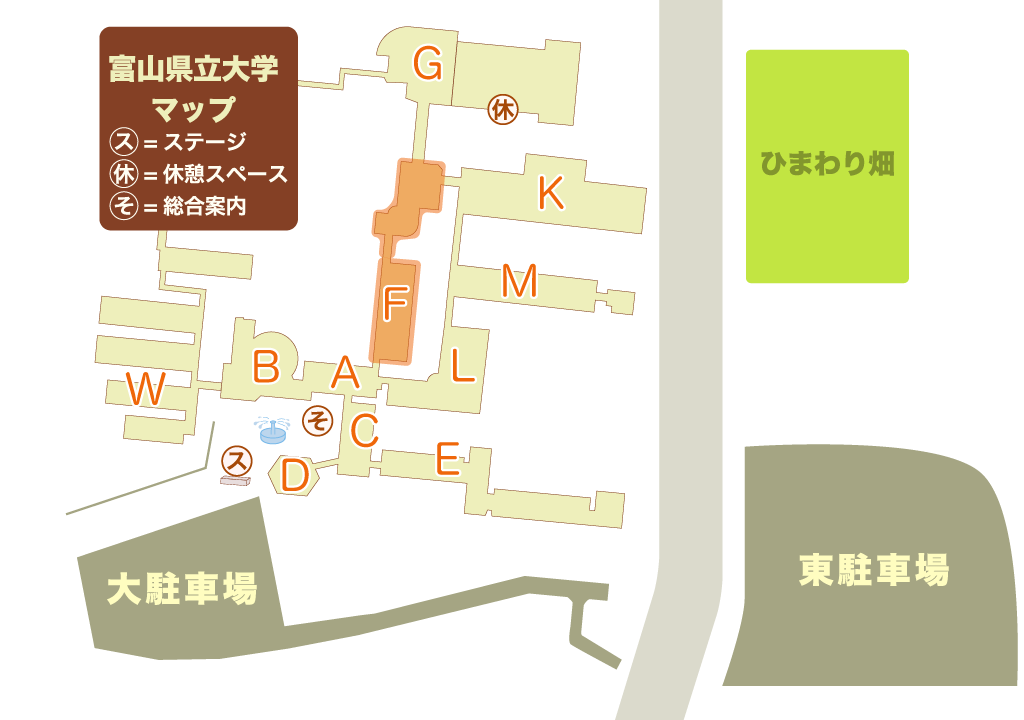 富山県立大学
マップ
ス = ステージ
休 = 休憩スペース
そ = 総合案内
G
休
K
ひまわり畑
M
F
B
A
L
W
そ
C
ス
D
E
大駐車場
東駐車場